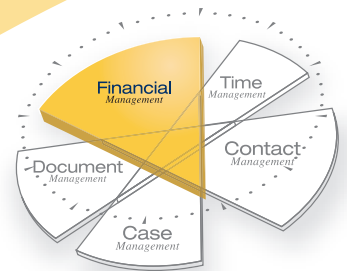 Financial
Management
Time
Management
Contact
Management
Document
Management
Case
Management